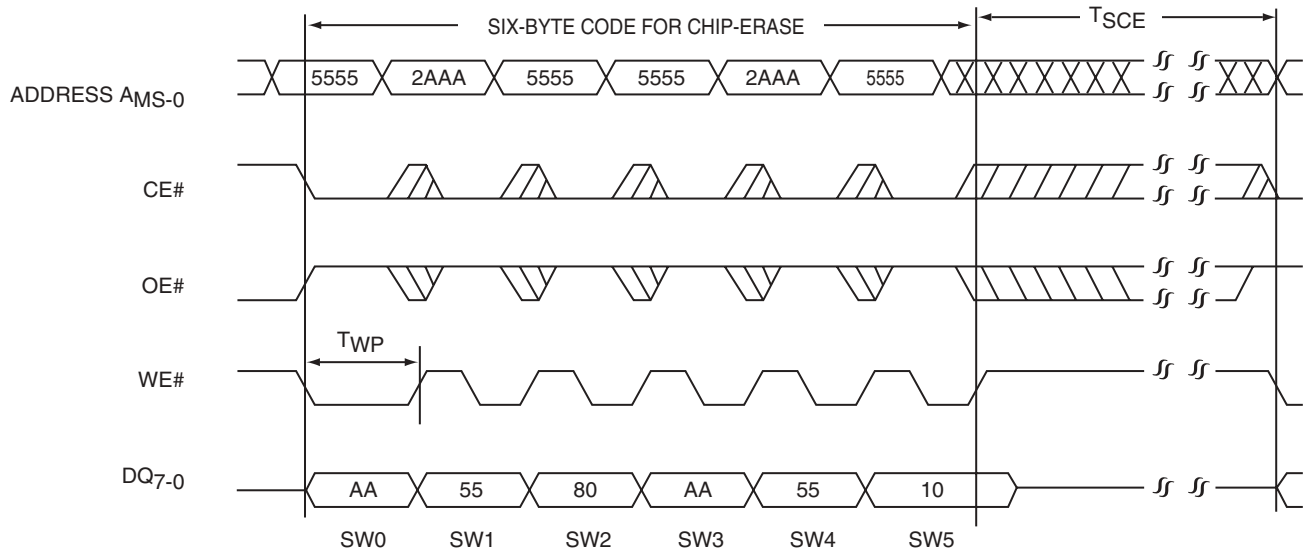 SIX-BYTE CODE FOR CHIP-ERASE TSCE
ADDRESS AMS-0 5555 2AAA 5555 5555 2AAA 5555
CE#
OE#
TWP
WE#
DQ7-0 AA 55 80 AA 55 10
SW0 SW1 SW2 SW3 SW4 SW5